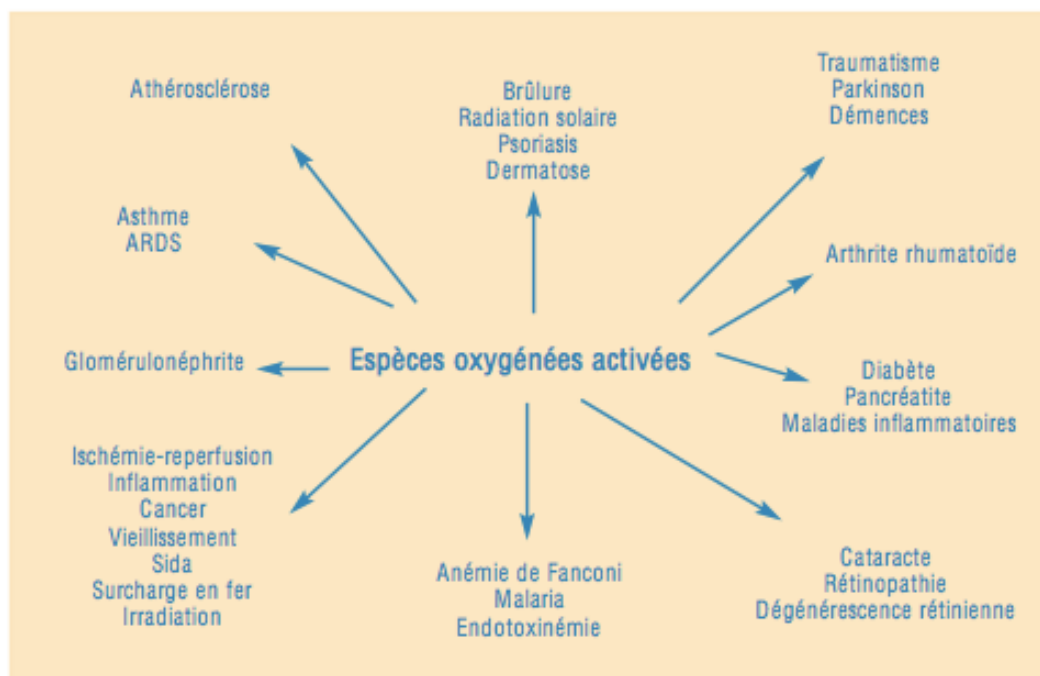 Athérosclérose
Brûlure
Radiation solaire
Psoriasis
Dermatose
Traumatisme
Parkinson
Démences
Asthme
ARDS
Arthrite rhumatoïde
Glomérulonéphrite
Espèces oxygénées activées
Diabète
Pancréatite
Maladies inflammatoires
Ischémie-reperfusion
Inflammation
Cancer
Vieillissement
Sida
Surcharge en fer
Irradiation
Anémie de Fanconi
Malaria
Endotoxinémie
Cataracte
Rétinopathie
Dégénérescence rétinienne